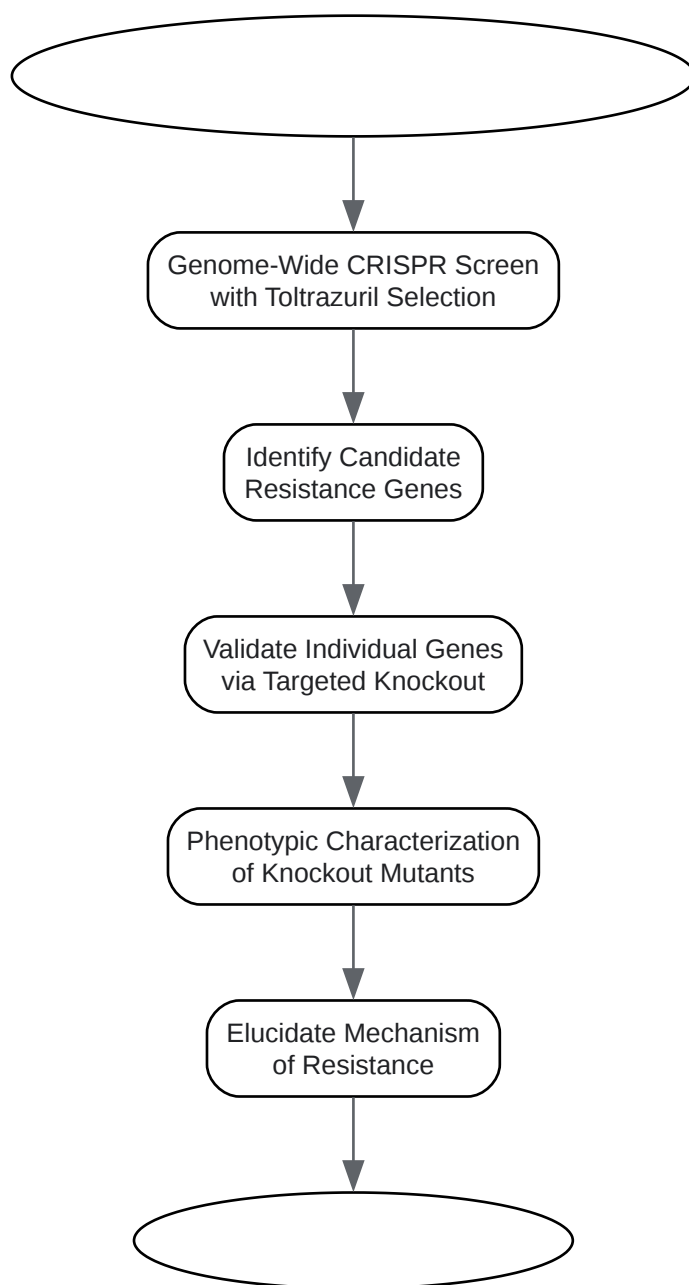 Genome-Wide CRISPR Screen
with Toltrazuril Selection
Identify Candidate
Resistance Genes
Validate Individual Genes
via Targeted Knockout
Phenotypic Characterization
of Knockout Mutants
Elucidate Mechanism
of Resistance